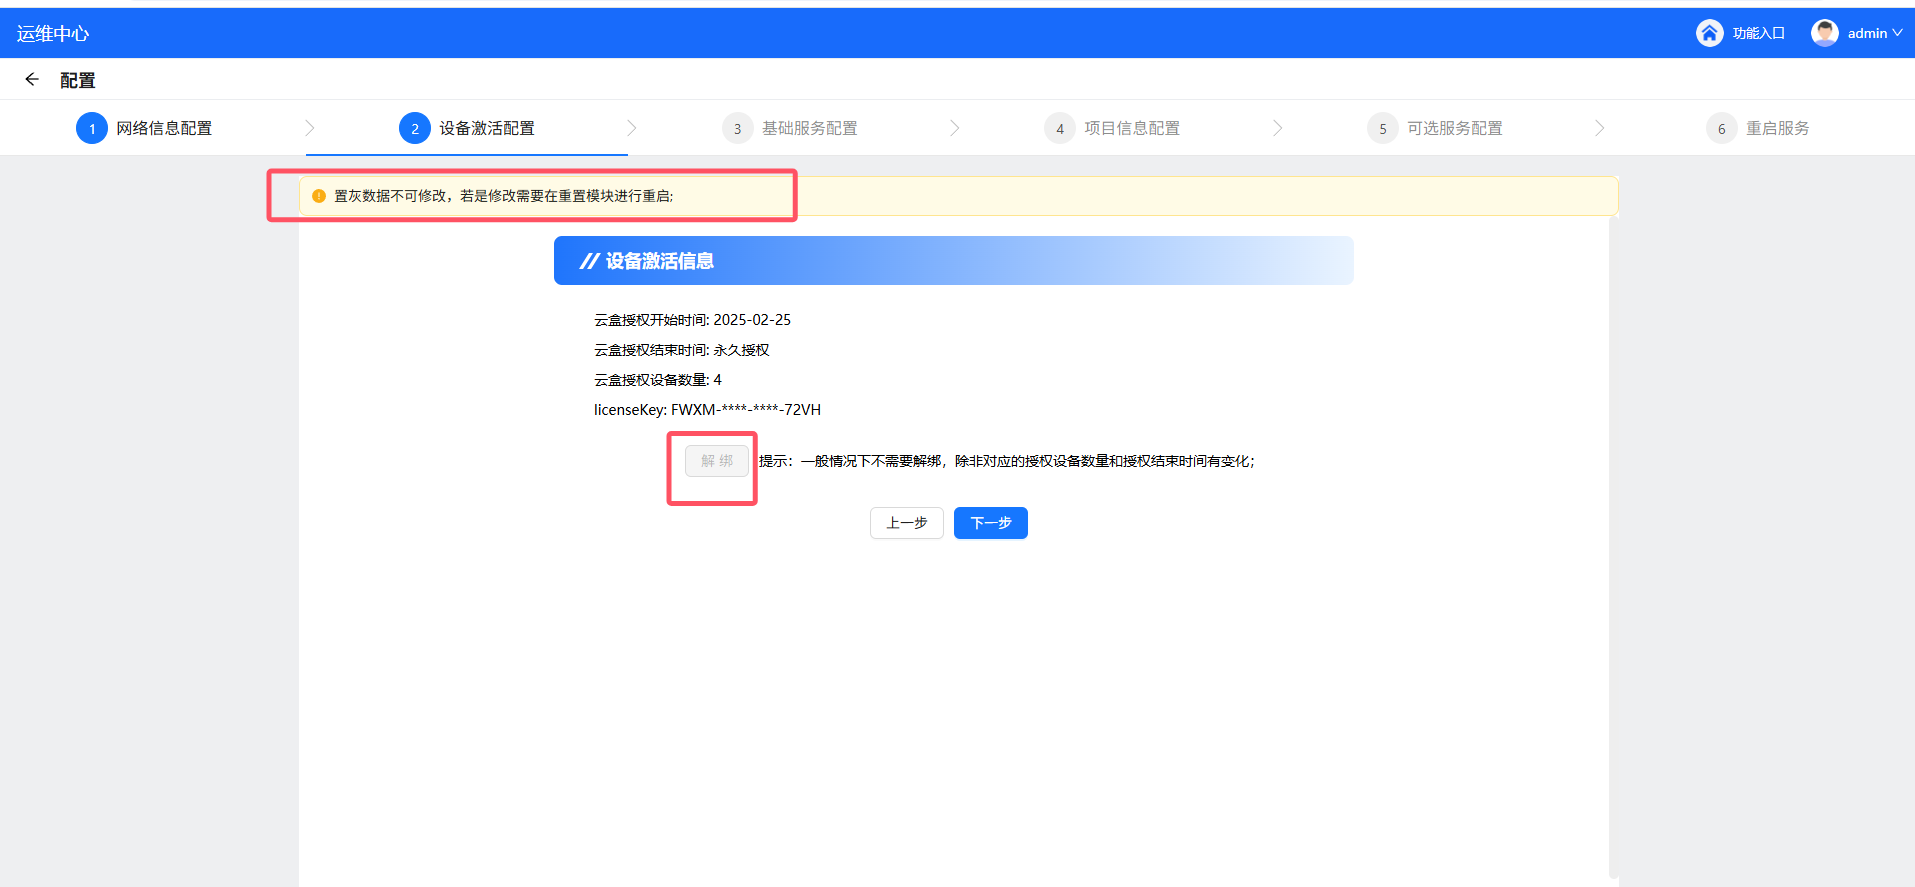 运维中心
功能入口
admin
配置
1 网络信息配置
2 设备激活配置
3 基础服务配置
4 项目信息配置
5 可选服务配置
6 重启服务
置灰数据不可修改，若是修改需要在重置模块进行重启;
// 设备激活信息
云盒授权开始时间: 2025-02-25
云盒授权结束时间: 永久授权
云盒授权设备数量: 4
licenseKey: FWXM-****-****-72VH
解 绑 提示：一般情况下不需要解绑，除非对应的授权设备数量和授权结束时间有变化；
上一步 下一步